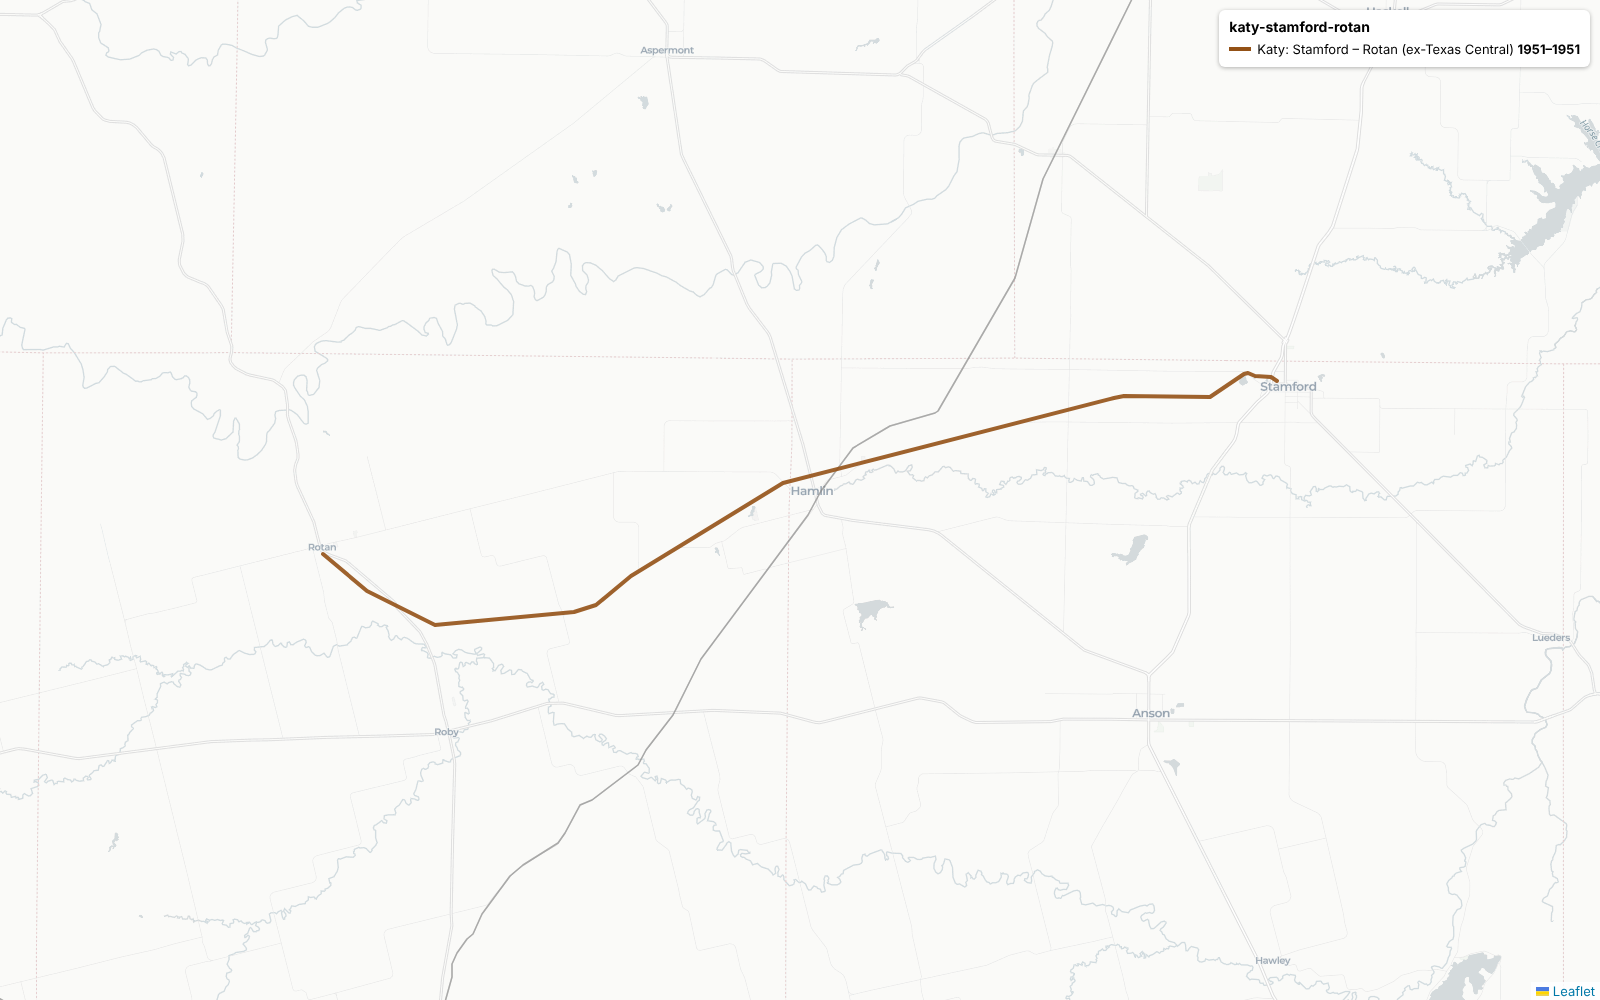 katy-stamford-rotan
Katy: Stamford – Rotan (ex-Texas Central) 1951–1951
Aspermont
Stamford
Hamlin
Rotan
Lueders
Anson
Roby
Hawley
Leaflet